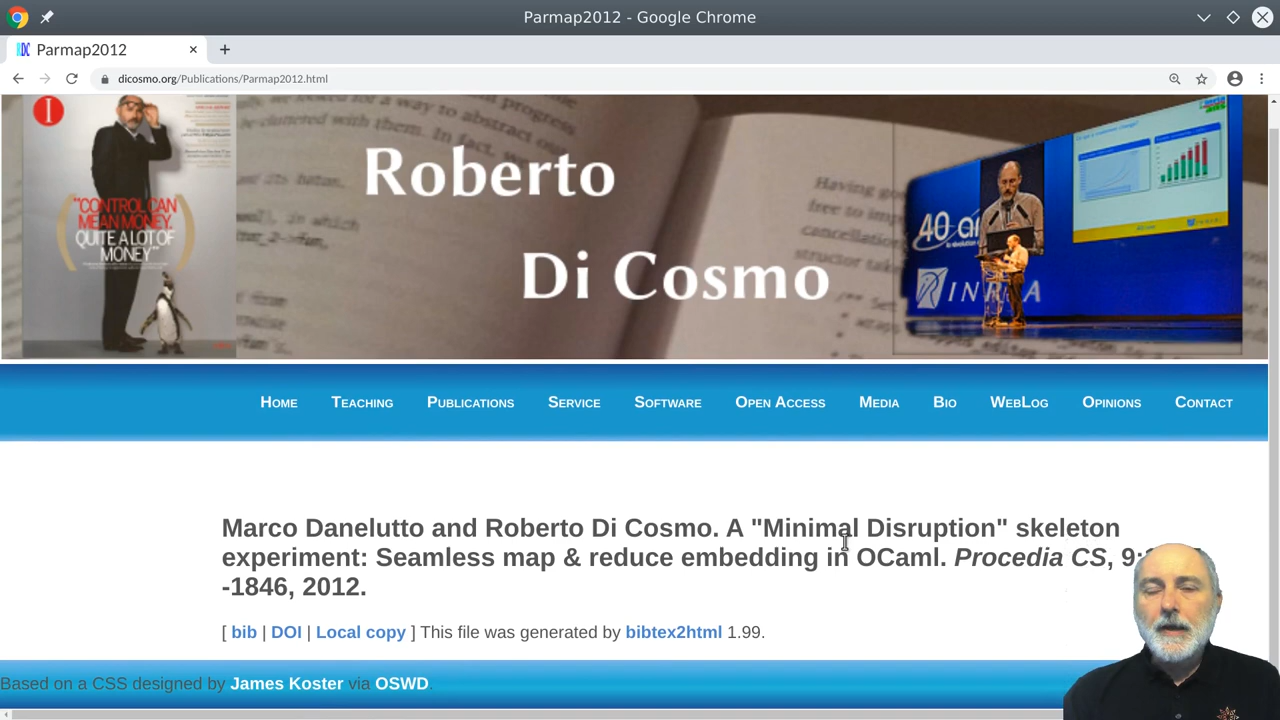 Parmap2012 - Google Chrome
Parmap2012
dicosmo.org/Publications/Parmap2012.html
I
"CONTROL CAN
MEAN MONEY.
QUITE A LOT OF
MONEY"
Roberto
Di Cosmo
40 an
INRIA
Home Teaching Publications Service Software Open Access Media Bio WebLog Opinions Contact
Marco Danelutto and Roberto Di Cosmo. A "Minimal Disruption" skeleton
experiment: Seamless map & reduce embedding in OCaml. Procedia CS, 9:
-1846, 2012.
[ bib | DOI | Local copy ] This file was generated by bibtex2html 1.99.
Based on a CSS designed by James Koster via OSWD.